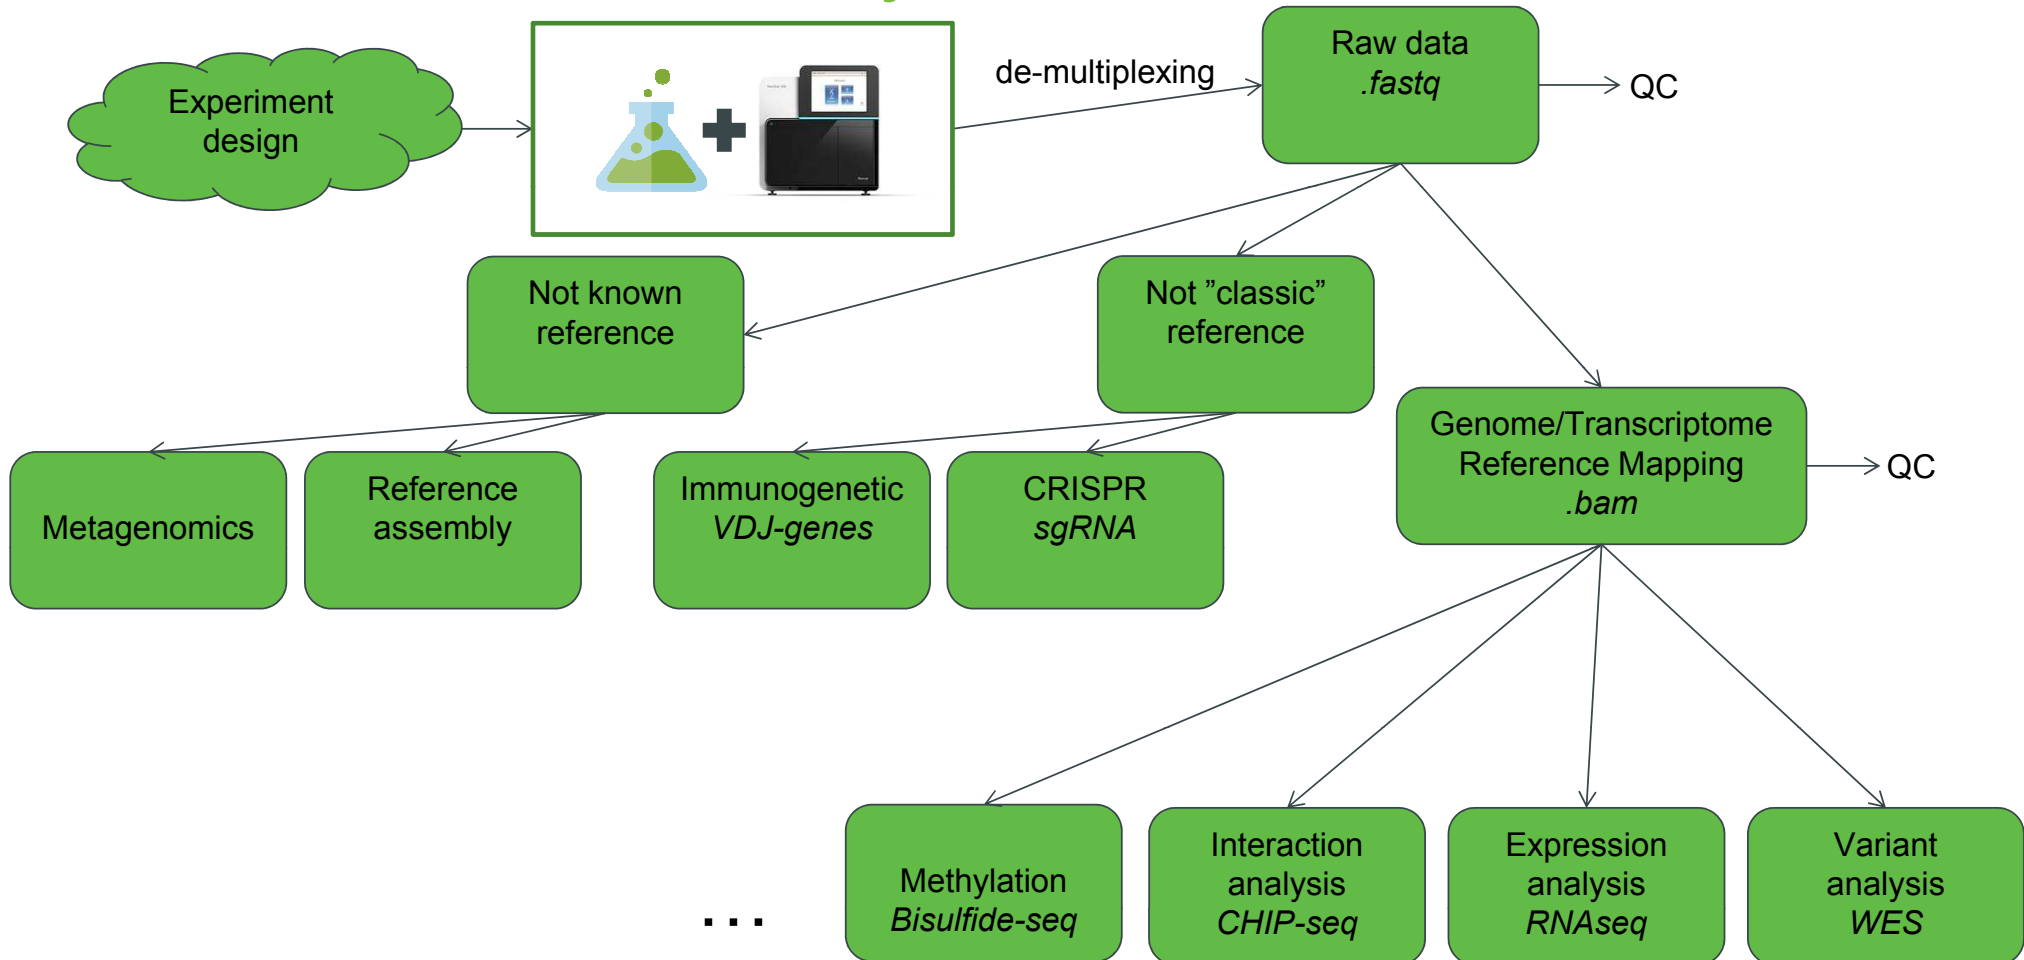 Experiment
design
de-multiplexing
Raw data
.fastq
QC
Not known
reference
Not ”classic”
reference
Genome/Transcriptome
Reference Mapping
.bam
QC
Metagenomics
Reference
assembly
Immunogenetic
VDJ-genes
CRISPR
sgRNA
...
Methylation
Bisulfide-seq
Interaction
analysis
CHIP-seq
Expression
analysis
RNAseq
Variant
analysis
WES